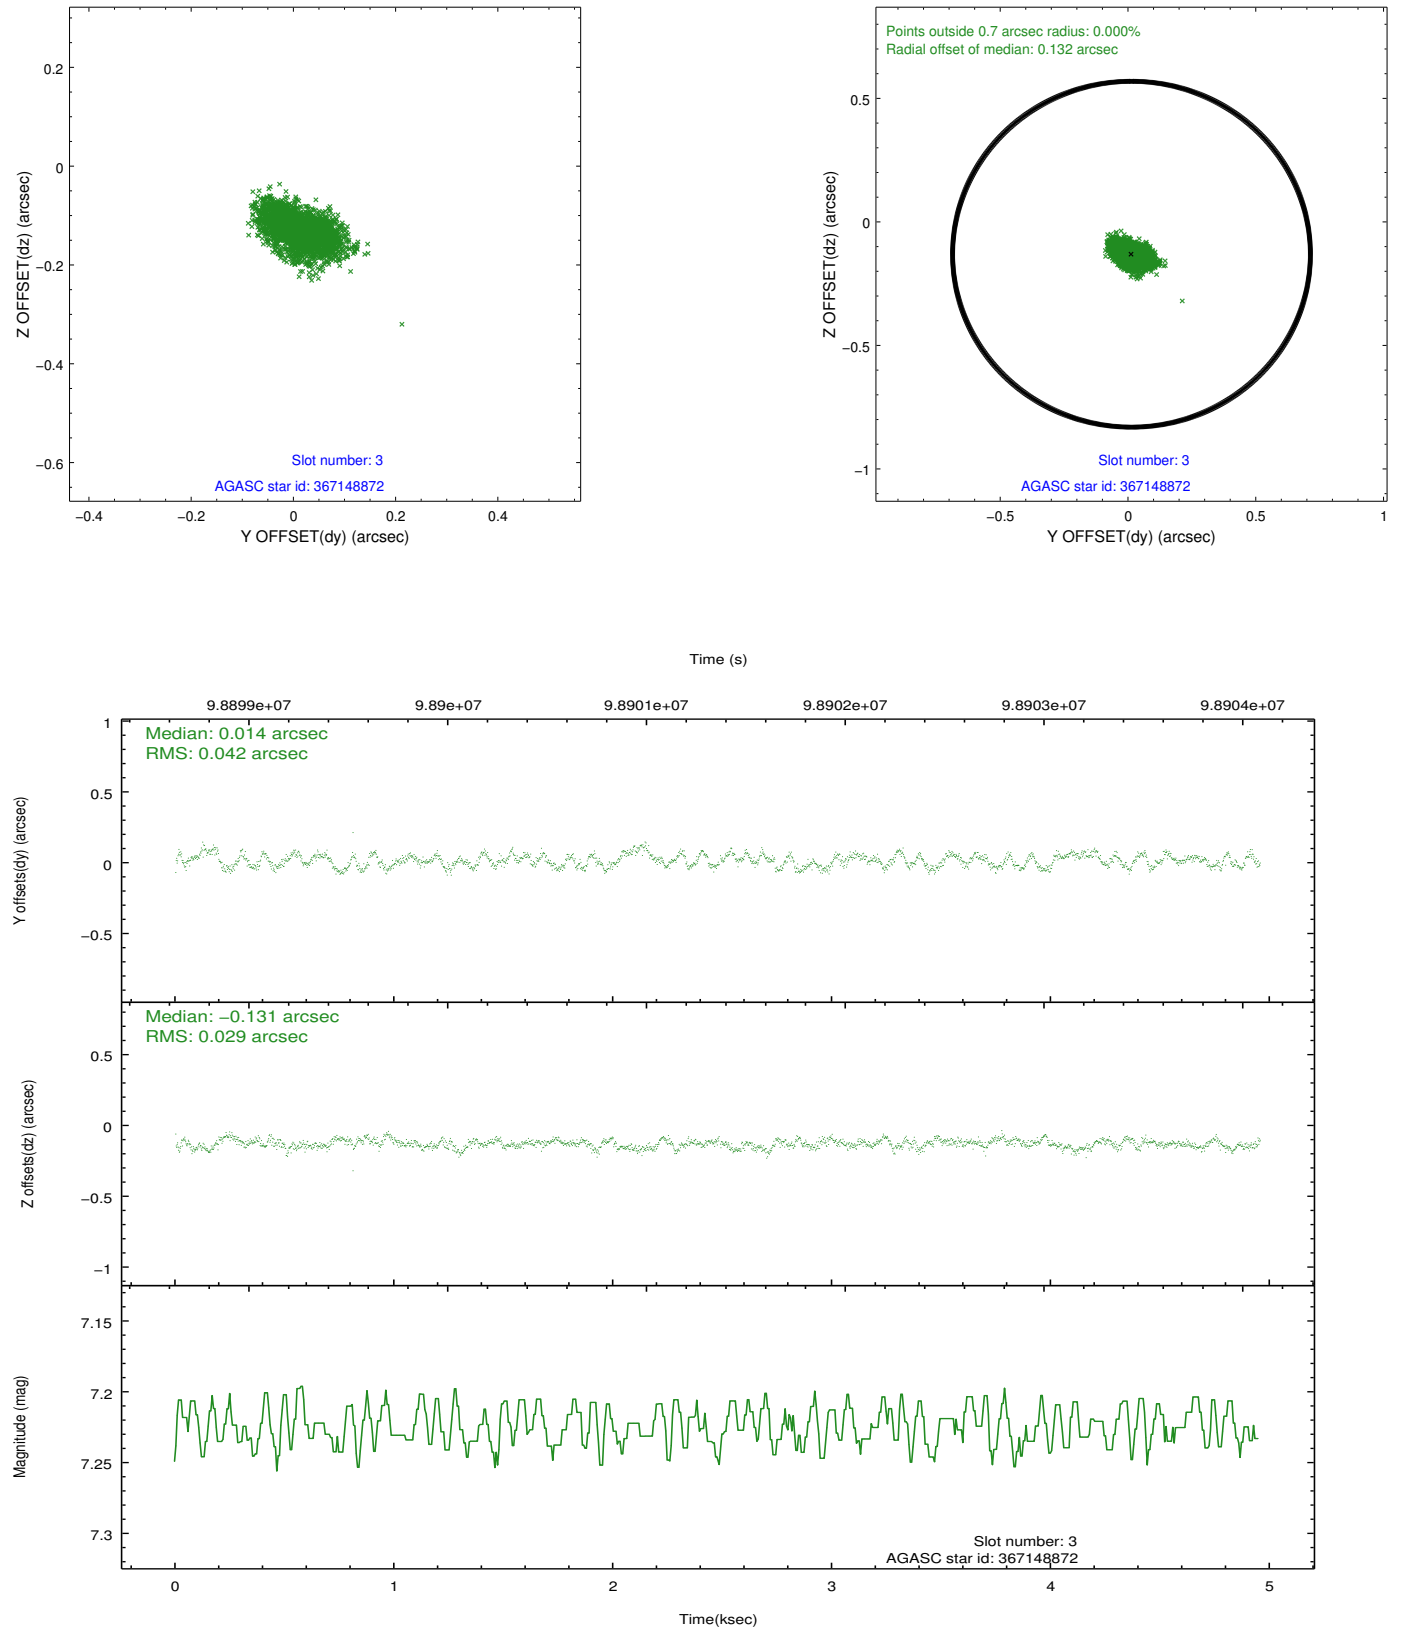 0.2
0
−0.2
−0.4
−0.6
Z OFFSET(dz) (arcsec)
Slot number: 3
AGASC star id: 367148872
−0.4 −0.2 0 0.2 0.4
Y OFFSET(dy) (arcsec)
Points outside 0.7 arcsec radius: 0.000%
Radial offset of median: 0.132 arcsec
0.5
0
−0.5
−1
Z OFFSET(dz) (arcsec)
Slot number: 3
AGASC star id: 367148872
−0.5 0 0.5 1
Y OFFSET(dy) (arcsec)
Time (s)
9.8899e+07 9.89e+07 9.8901e+07 9.8902e+07 9.8903e+07 9.8904e+07
Median: 0.014 arcsec
RMS: 0.042 arcsec
1
0.5
0
−0.5
Y offsets(dy) (arcsec)
Median: −0.131 arcsec
RMS: 0.029 arcsec
0.5
0
−0.5
−1
Z offsets(dz) (arcsec)
7.15
7.2
7.25
7.3
Magnitude (mag)
Slot number: 3
AGASC star id: 367148872
0 1 2 3 4 5
Time(ksec)